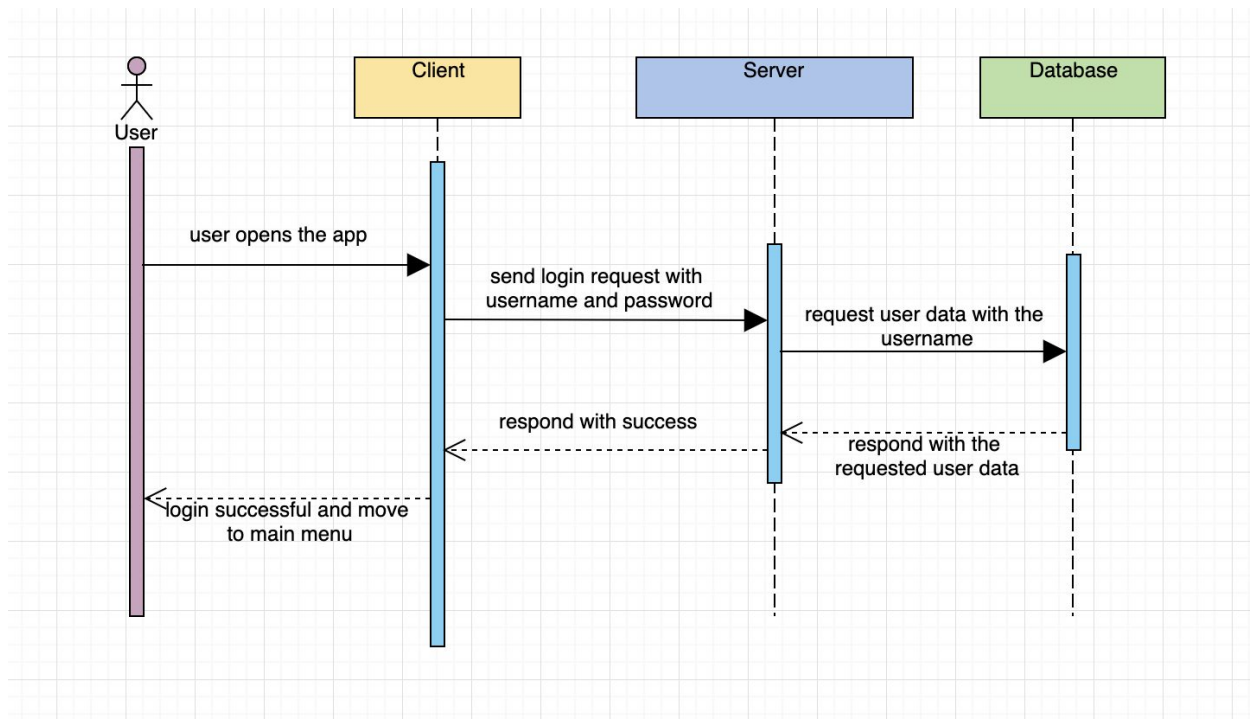 Client
Server
Database
User
user opens the app
send login request with
username and password
request user data with the
username
respond with success
respond with the
requested user data
login successful and move
to main menu